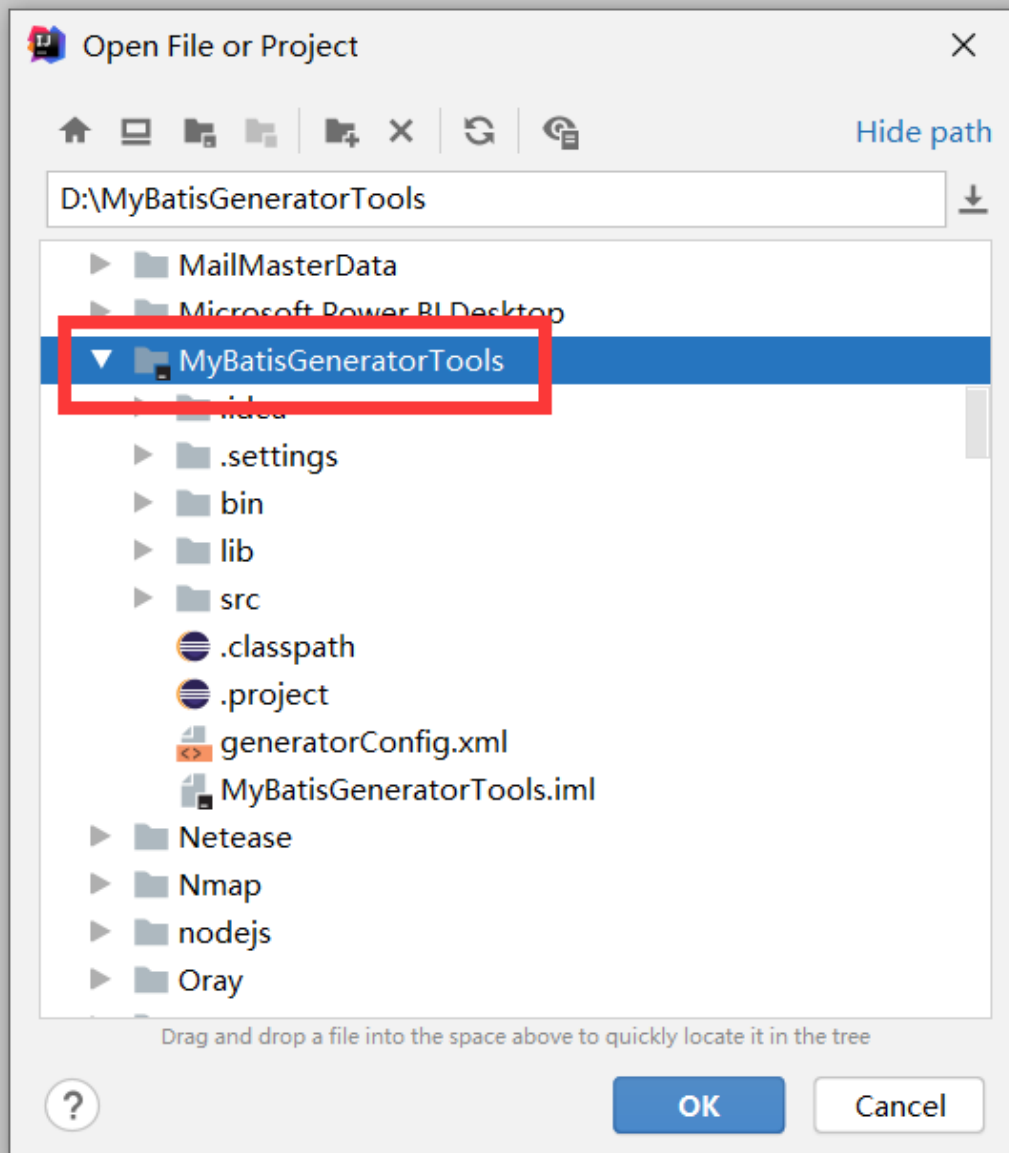 Open File or Project
Hide path
D:\MyBatisGeneratorTools
MailMasterData
Microsoft Power BI Desktop
MyBatisGeneratorTools
.idea
.settings
bin
lib
src
.classpath
.project
generatorConfig.xml
MyBatisGeneratorTools.iml
Netease
Nmap
nodejs
Oray
Drag and drop a file into the space above to quickly locate it in the tree
?
OK
Cancel